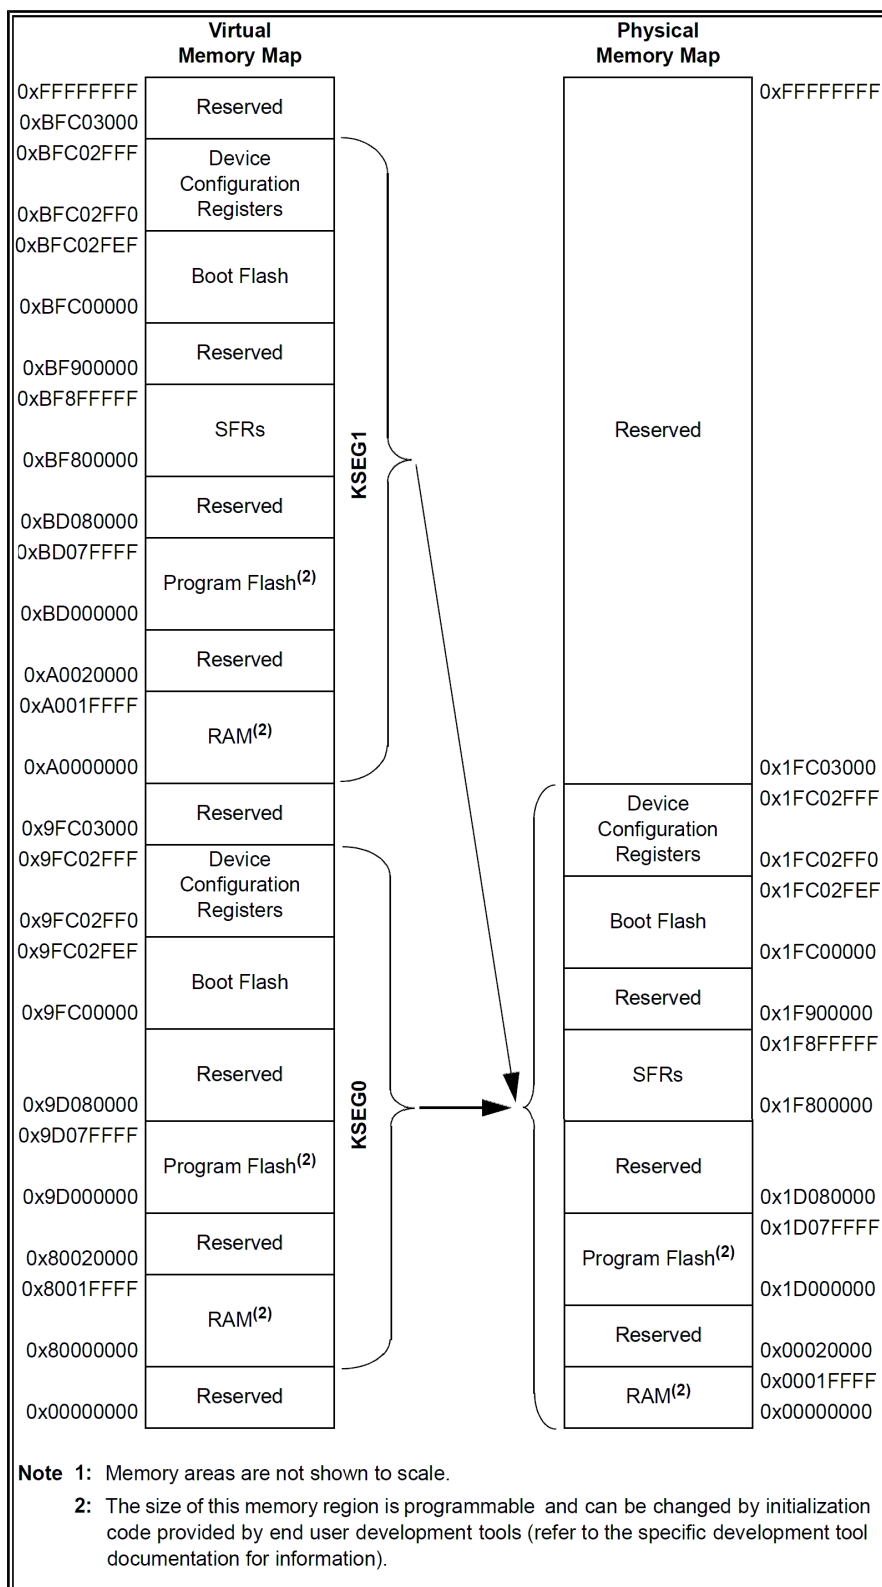 Virtual
Memory Map
Physical
Memory Map
0xFFFFFFFF
Reserved
0xBFC03000
0xBFC02FFF
Device
Configuration
Registers
0xBFC02FF0
0xBFC02FEF
Boot Flash
0xBFC00000
Reserved
0xBF900000
0xBF8FFFFF
SFRs
0xBF800000
Reserved
0xBD080000
0xBD07FFFF
Program Flash(2)
0xBD000000
Reserved
0xA0020000
0xA001FFFF
RAM(2)
0xA0000000
Reserved
0x9FC03000
0x9FC02FFF
Device
Configuration
Registers
0x9FC02FF0
0x9FC02FEF
Boot Flash
0x9FC00000
Reserved
0x9D080000
0x9D07FFFF
Program Flash(2)
0x9D000000
Reserved
0x80020000
0x8001FFFF
RAM(2)
0x80000000
Reserved
0x00000000
KSEG1
KSEG0
0xFFFFFFFF
Reserved
0x1FC03000
0x1FC02FFF
Device
Configuration
Registers
0x1FC02FF0
0x1FC02FEF
Boot Flash
0x1FC00000
Reserved
0x1F900000
0x1F8FFFFF
SFRs
0x1F800000
Reserved
0x1D080000
0x1D07FFFF
Program Flash(2)
0x1D000000
Reserved
0x00020000
0x0001FFFF
RAM(2)
0x00000000
Note 1: Memory areas are not shown to scale.
2: The size of this memory region is programmable and can be changed by initialization
code provided by end user development tools (refer to the specific development tool
documentation for information).